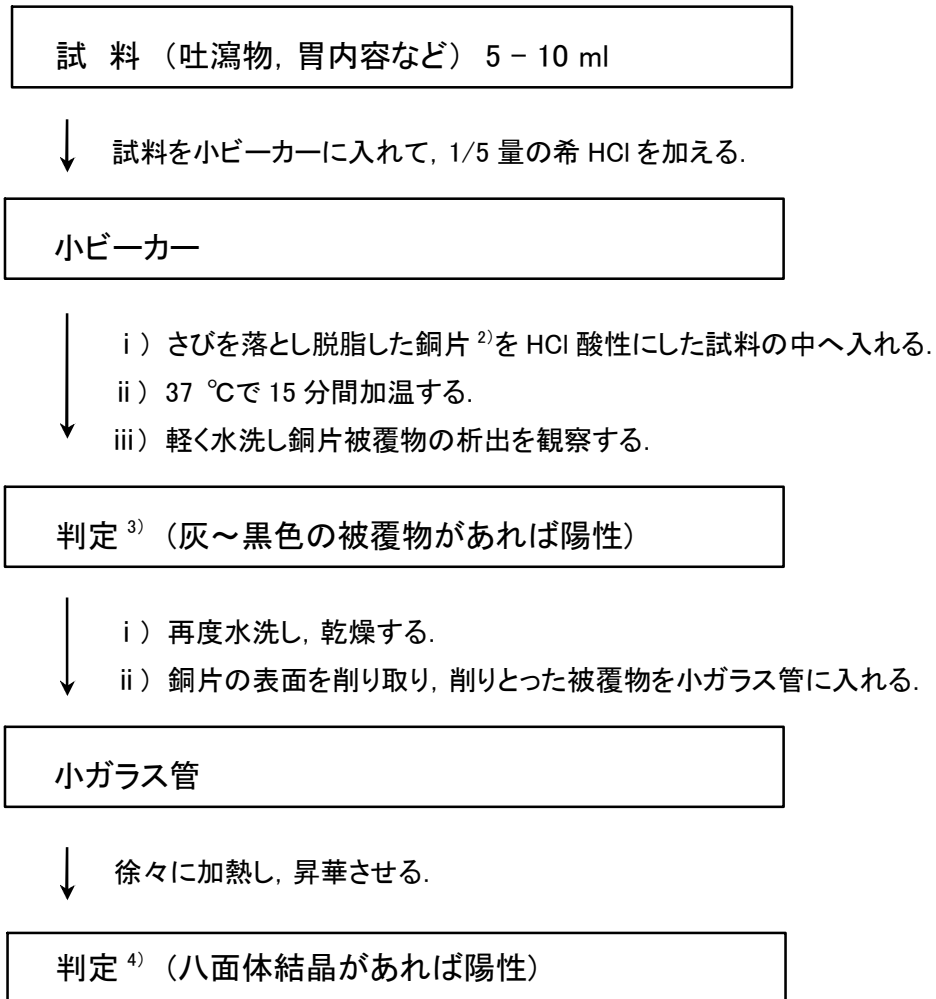 試 料 （吐瀉物, 胃内容など） 5 – 10 ml
試料を小ビーカーに入れて, 1/5 量の希 HCl を加える.
小ビーカー
ⅰ） さびを落とし脱脂した銅片 2)を HCl 酸性にした試料の中へ入れる.
ⅱ） 37 ℃で 15 分間加温する.
ⅲ） 軽く水洗し銅片被覆物の析出を観察する.
判定 3) （灰～黒色の被覆物があれば陽性）
ⅰ） 再度水洗し, 乾燥する.
ⅱ） 銅片の表面を削り取り, 削りとった被覆物を小ガラス管に入れる.
小ガラス管
徐々に加熱し, 昇華させる.
判定 4) （八面体結晶があれば陽性）